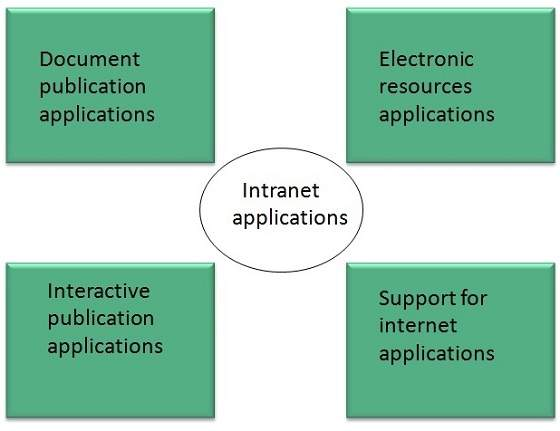 Document
publication
applications
Electronic
resources
applications
Intranet
applications
Interactive
publication
applications
Support for
internet
applications